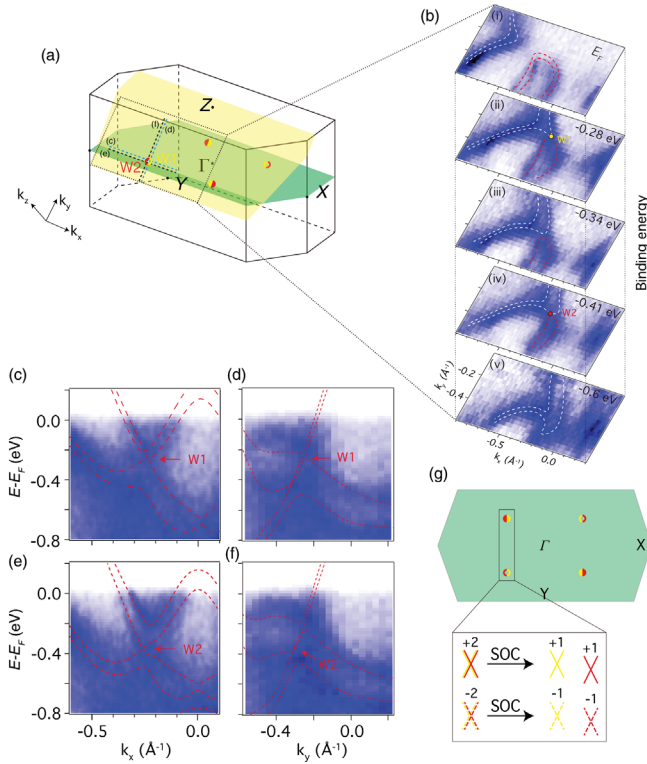 (a)
Z
(l)
(d)
(c)
(e)
W1
W2
Γ
Y
X
k_z
k_y
k_x
(b)
(i)
E_F
(ii)
-0.28 eV
W1
(iii)
-0.34 eV
(iv)
-0.41 eV
W2
(v)
-0.6 eV
Binding energy
-0.2
-0.4
k_y (Å⁻¹)
-0.5
0.0
k_x (Å⁻¹)
(c)
(d)
0.0
-0.4
-0.8
E-E_F (eV)
W1
W1
(e)
(f)
0.0
-0.4
-0.8
E-E_F (eV)
W2
W2
-0.5
0.0
k_x (Å⁻¹)
-0.4
0.0
k_y (Å⁻¹)
(g)
Γ
X
Y
+2
SOC
+1
+1
-2
SOC
-1
-1